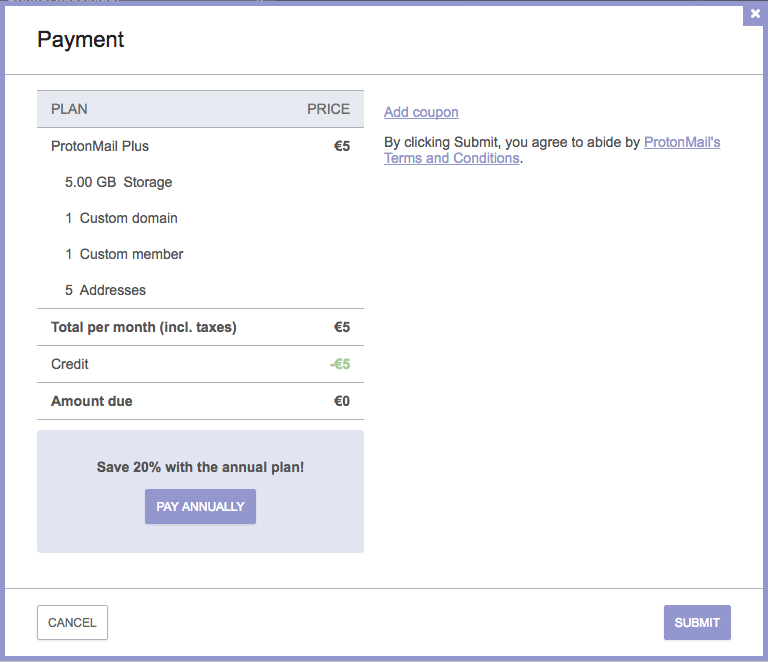 Payment
PLAN PRICE
ProtonMail Plus €5
5.00 GB Storage
1 Custom domain
1 Custom member
5 Addresses
Total per month (incl. taxes) €5
Credit -€5
Amount due €0
Save 20% with the annual plan!
PAY ANNUALLY
Add coupon
By clicking Submit, you agree to abide by ProtonMail's
Terms and Conditions.
CANCEL
SUBMIT